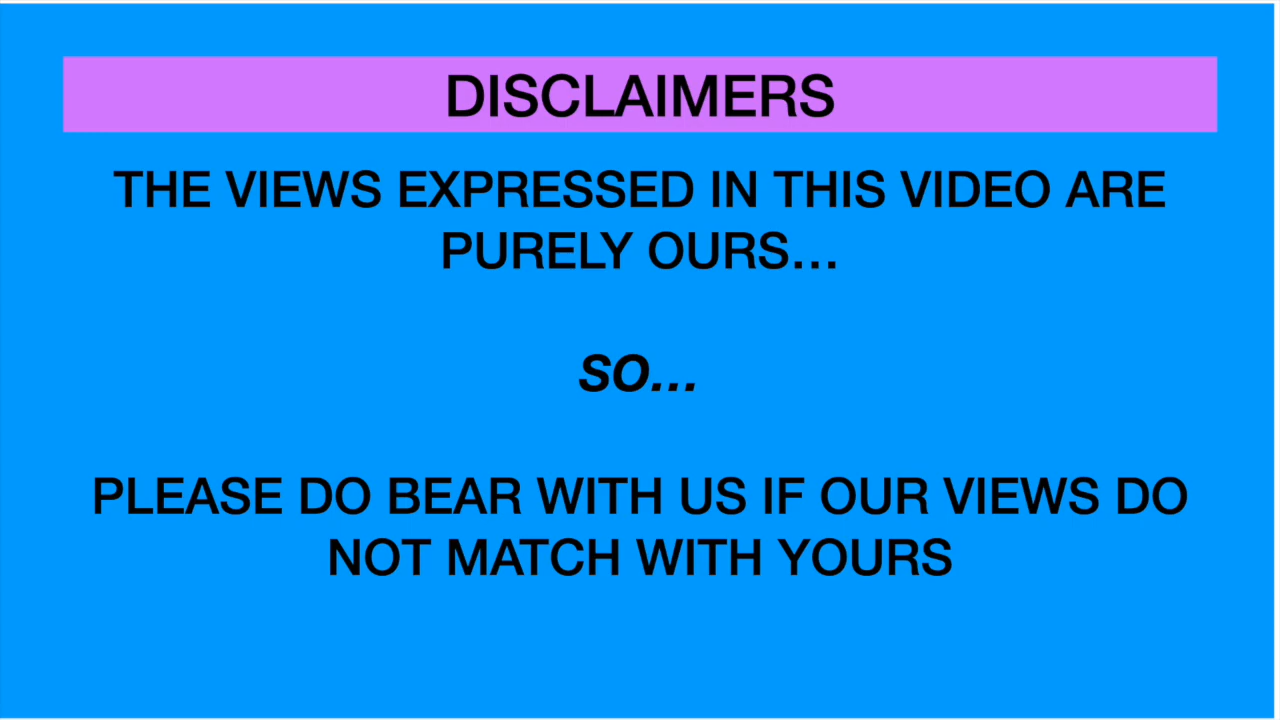 DISCLAIMERS
THE VIEWS EXPRESSED IN THIS VIDEO ARE
PURELY OURS…
SO…
PLEASE DO BEAR WITH US IF OUR VIEWS DO
NOT MATCH WITH YOURS